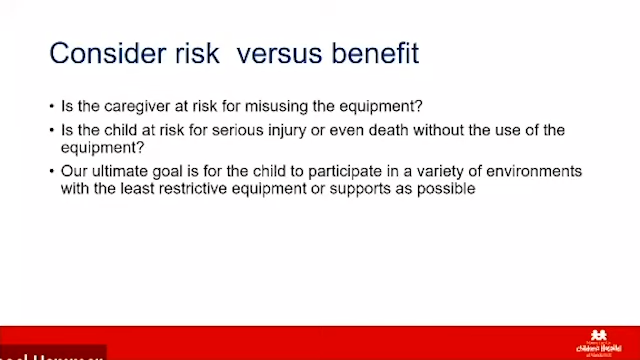 Consider risk  versus benefit
• Is the caregiver at risk for misusing the equipment?
• Is the child at risk for serious injury or even death without the use of the
equipment?
• Our ultimate goal is for the child to participate in a variety of environments
with the least restrictive equipment or supports as possible